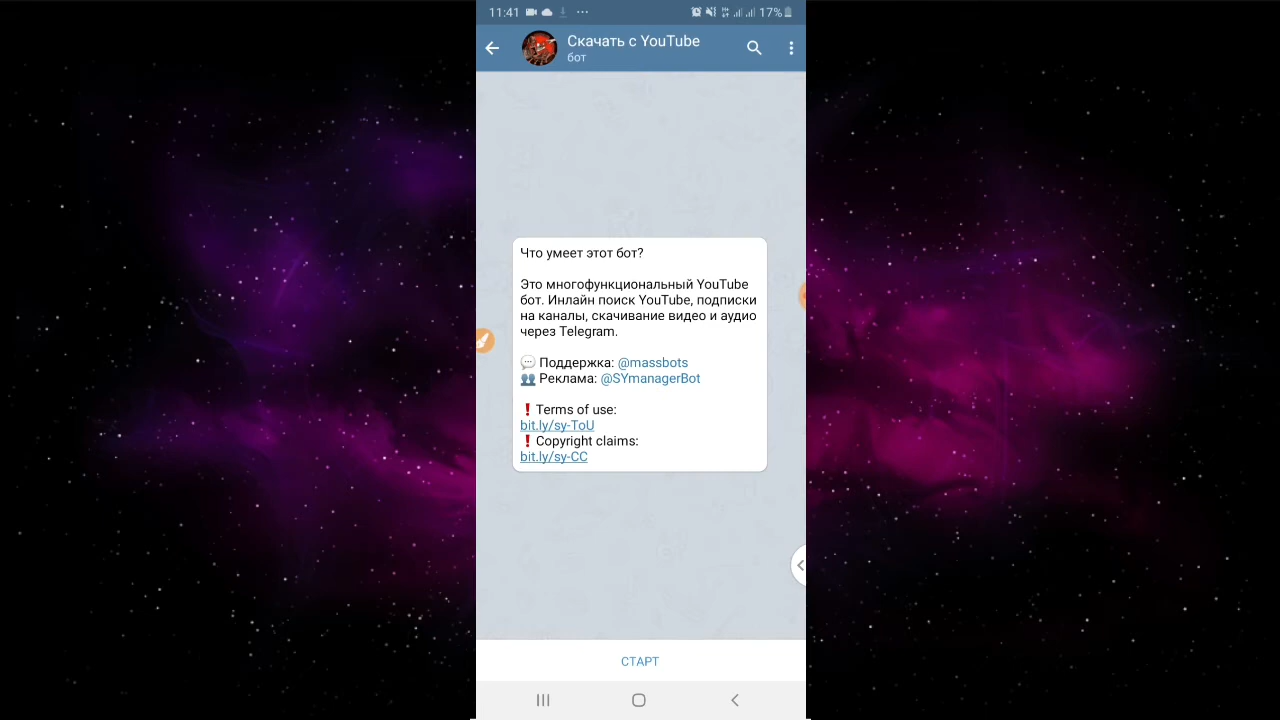 11:41
17%
Скачать с YouTube
бот
Что умеет этот бот?
Это многофункциональный YouTube
бот. Инлайн поиск YouTube, подписки
на каналы, скачивание видео и аудио
через Telegram.
💬 Поддержка: @massbots
👥 Реклама: @SYmanagerBot
❗ Terms of use:
bit.ly/sy-ToU
❗ Copyright claims:
bit.ly/sy-CC
СТАРТ